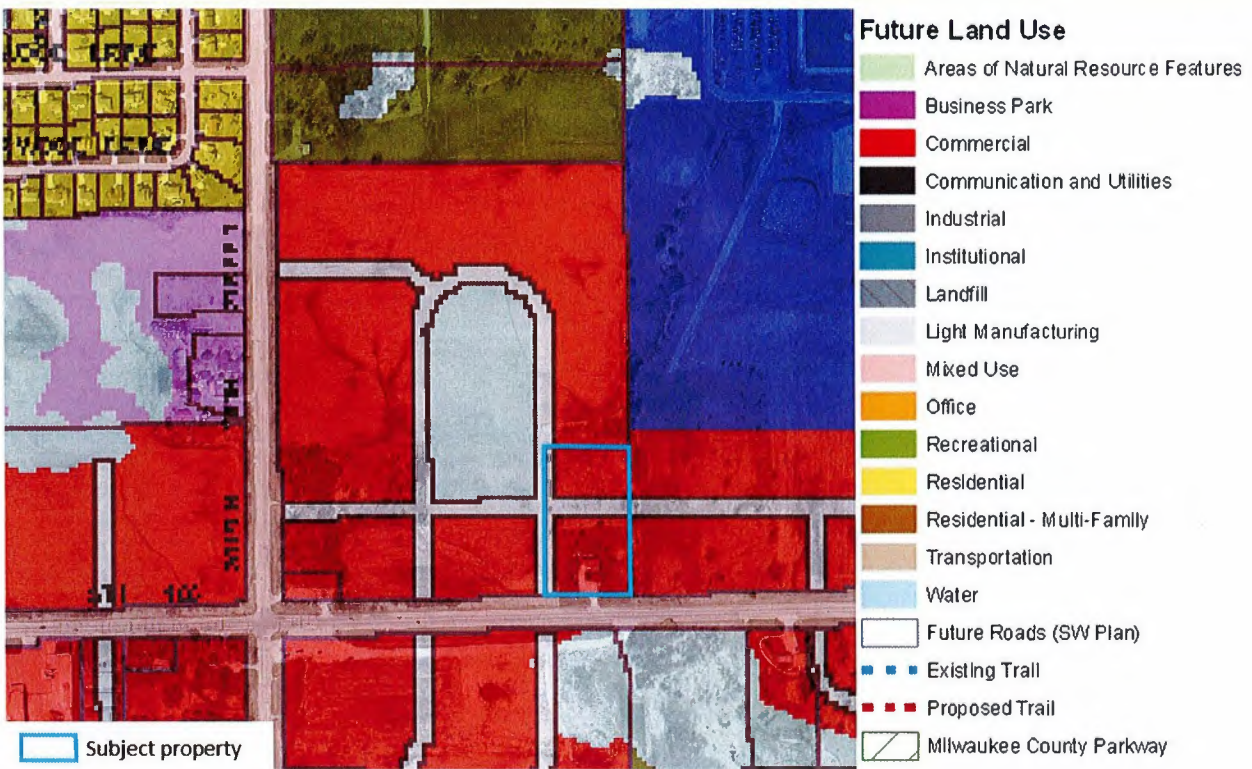 Future Land Use
Areas of Natural Resource Features
Business Park
Commercial
Communication and Utilities
Industrial
Institutional
Landfill
Light Manufacturing
Mixed Use
Office
Recreational
Residential
Residential - Multi-Family
Transportation
Water
Future Roads (SW Plan)
Existing Trail
Proposed Trail
Milwaukee County Parkway
Subject property